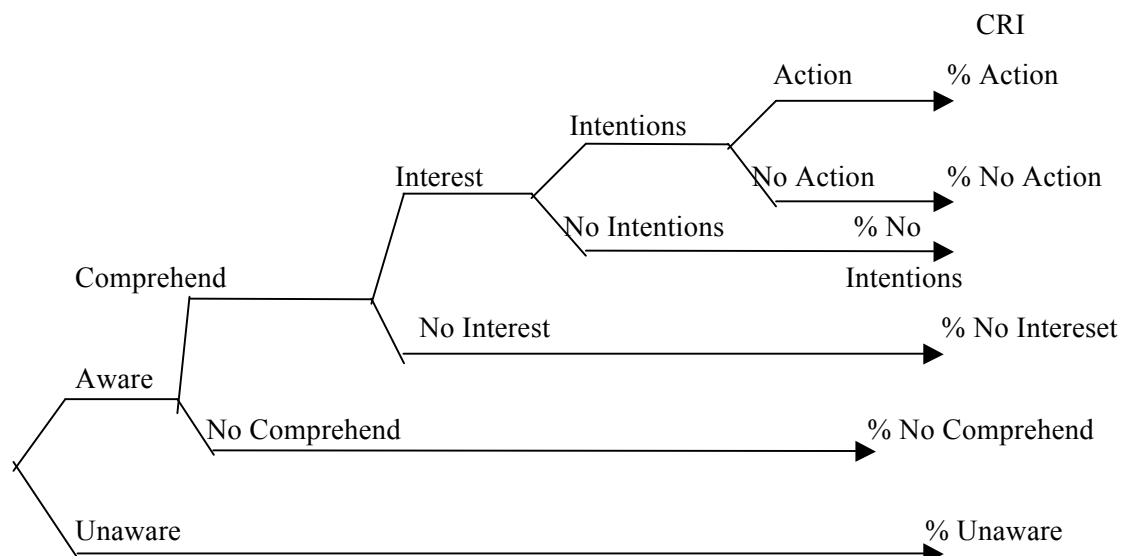 CRI
Action % Action
Intentions
Interest No Action % No Action
No Intentions % No
Comprehend Intentions
No Interest % No Intereset
Aware
No Comprehend % No Comprehend
Unaware % Unaware